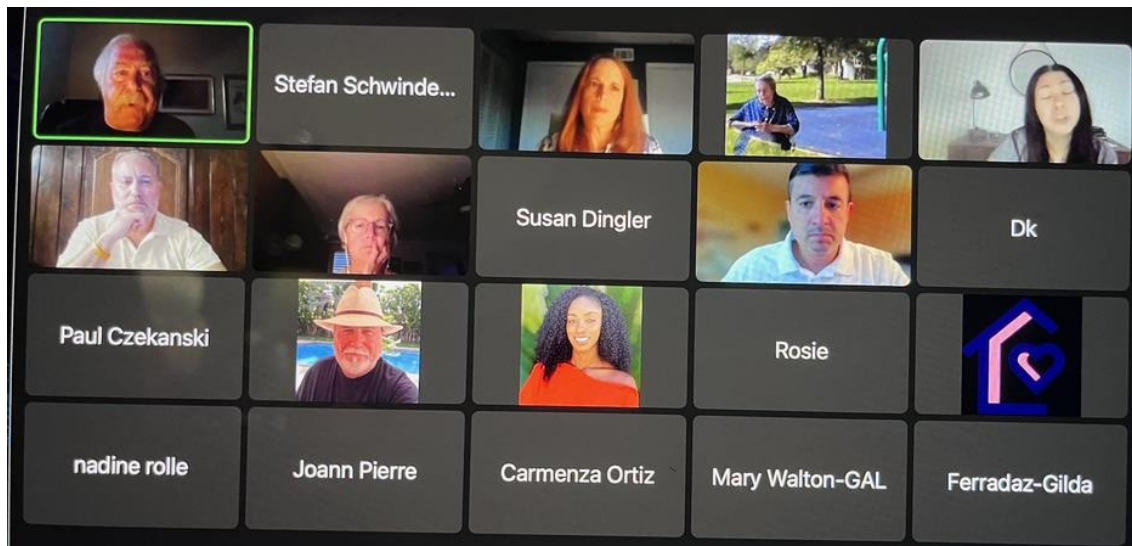 Stefan Schwinde...
Susan Dingler
Dk
Paul Czekanski
Rosie
nadine rolle
Joann Pierre
Carmenza Ortiz
Mary Walton-GAL
Ferradaz-Gilda